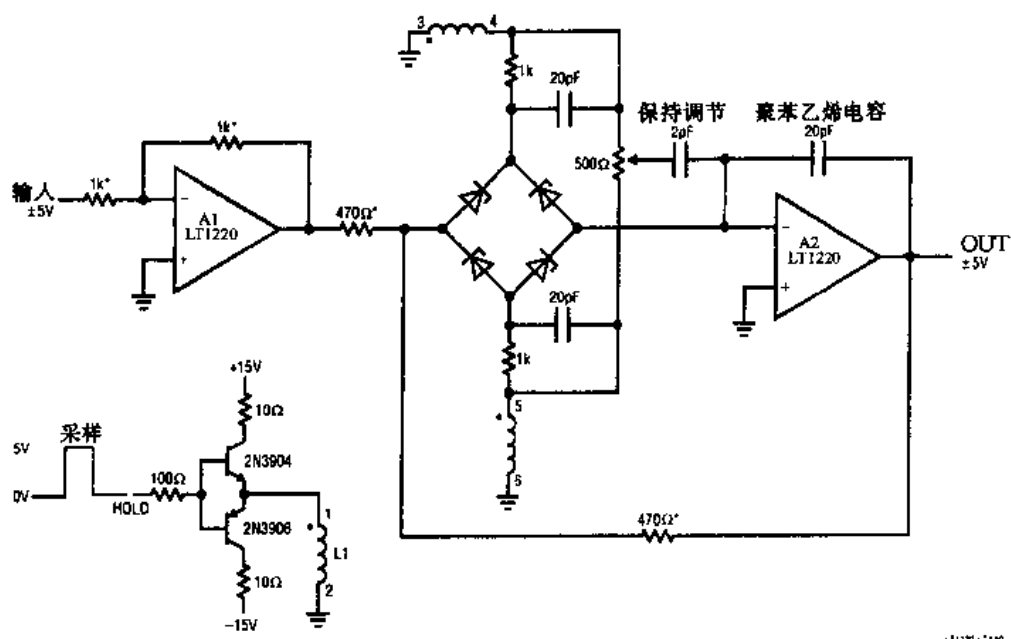 3 4
1k
20pF
保持调节
2pF
聚苯乙烯电容
20pF
1k*
500Ω
输入
±5V
1k*
A1
LT1220
470Ω*
A2
LT1220
OUT
±5V
20pF
1k
+15V
10Ω
5
采样
5V
2N3904
100Ω
6
0V
HOLD
470Ω*
2N3906
1
L1
10Ω
2
-15V